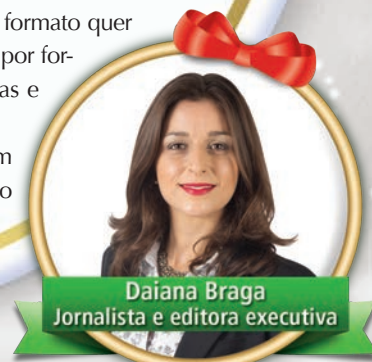 formato quer
por for-
as e
m
o
Daiana Braga
Jornalista e editora executiva